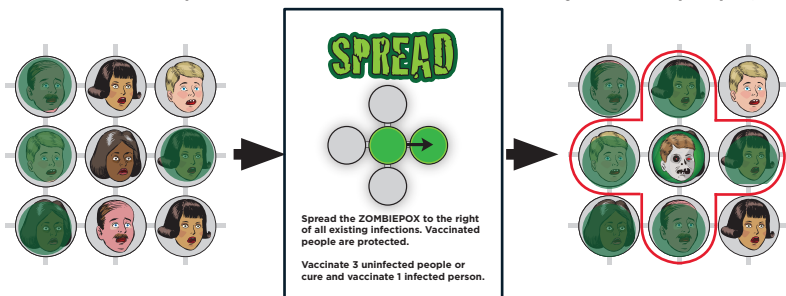 SPREAD
Spread the ZOMBIEPOX to the right
of all existing infections. Vaccinated
people are protected.
Vaccinate 3 uninfected people or
cure and vaccinate 1 infected person.